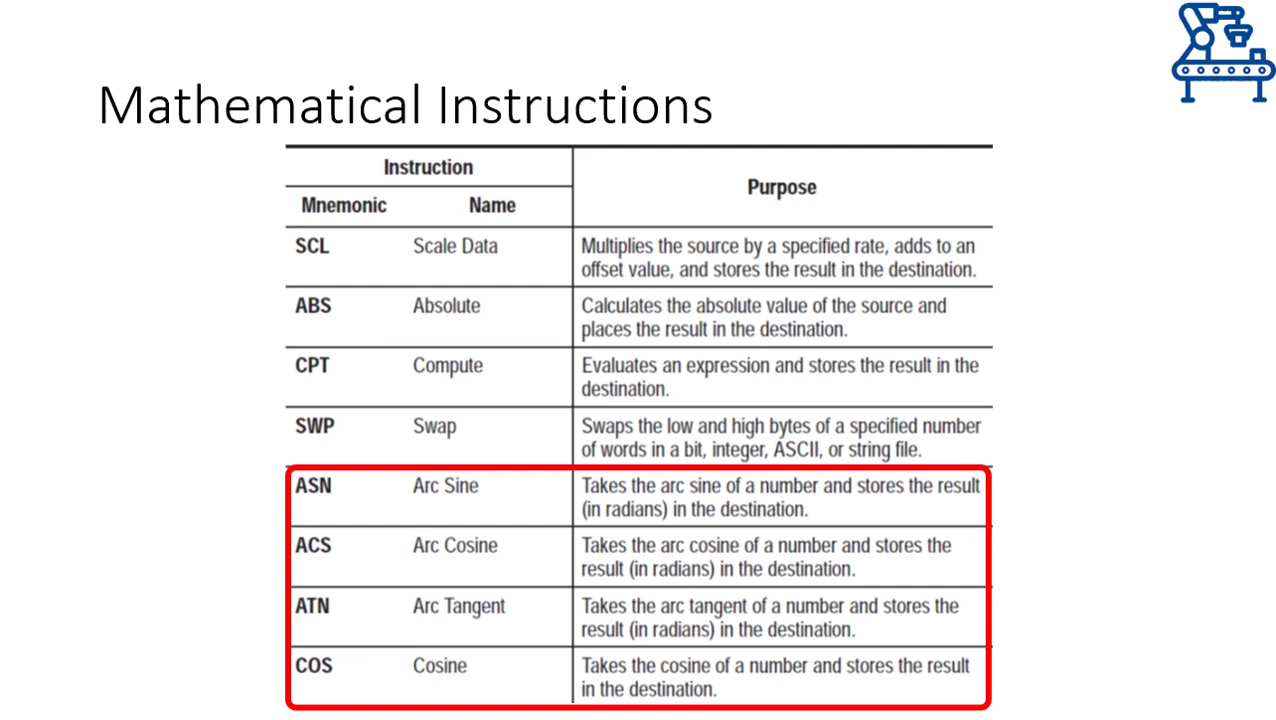 Mathematical Instructions
Instruction
Purpose
Mnemonic Name
SCL Scale Data Multiplies the source by a specified rate, adds to an
offset value, and stores the result in the destination.
ABS Absolute Calculates the absolute value of the source and
places the result in the destination.
CPT Compute Evaluates an expression and stores the result in the
destination.
SWP Swap Swaps the low and high bytes of a specified number
of words in a bit, integer, ASCII, or string file.
ASN Arc Sine Takes the arc sine of a number and stores the result
(in radians) in the destination.
ACS Arc Cosine Takes the arc cosine of a number and stores the
result (in radians) in the destination.
ATN Arc Tangent Takes the arc tangent of a number and stores the
result (in radians) in the destination.
COS Cosine Takes the cosine of a number and stores the result
in the destination.